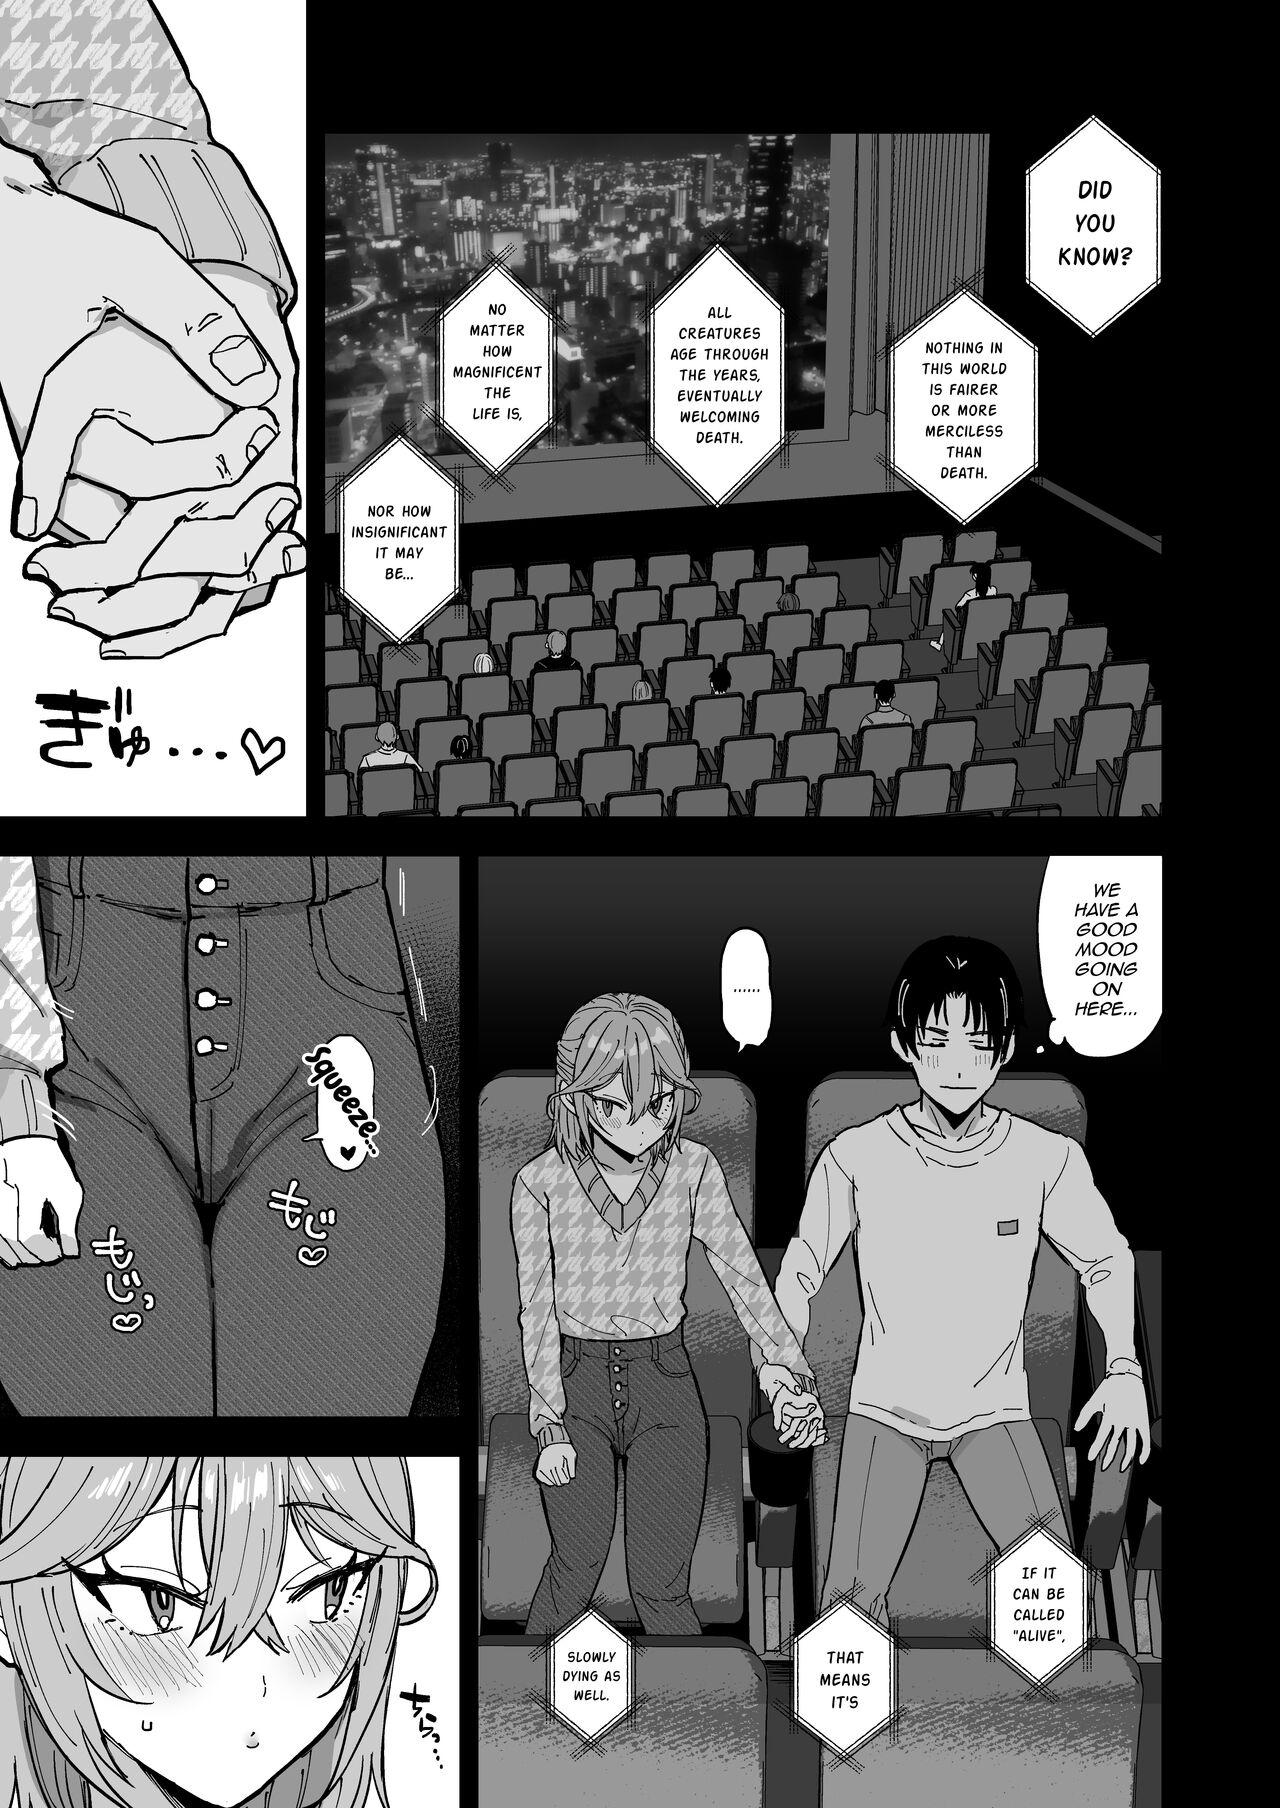 DID
YOU
KNOW?
NOTHING IN
THIS WORLD
IS FAIRER
OR MORE
MERCILESS
THAN
DEATH.
ALL
CREATURES
AGE THROUGH
THE YEARS,
EVENTUALLY
WELCOMING
DEATH.
NO
MATTER
HOW
MAGNIFICENT
THE
LIFE IS,
NOR HOW
INSIGNIFICANT
IT MAY
BE...
ぎゅ...♡
WE
HAVE A
GOOD
MOOD
GOING
ON
HERE...
......
IF IT
CAN BE
CALLED
"ALIVE",
THAT
MEANS
IT'S
SLOWLY
DYING AS
WELL.
squeeze...
♥
もじ♡
もじっ♡
ちらっ...